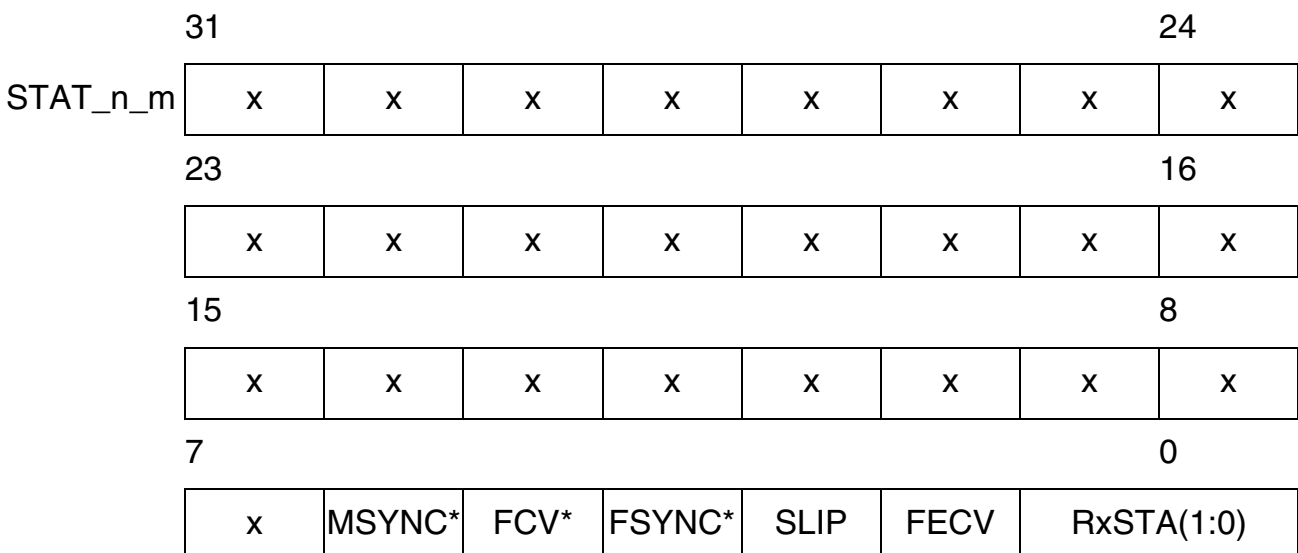 31 24
STAT_n_m x x x x x x x x
23 16
x x x x x x x x
15 8
x x x x x x x x
7 0
x MSYNC* FCV* FSYNC* SLIP FECV RxSTA(1:0)